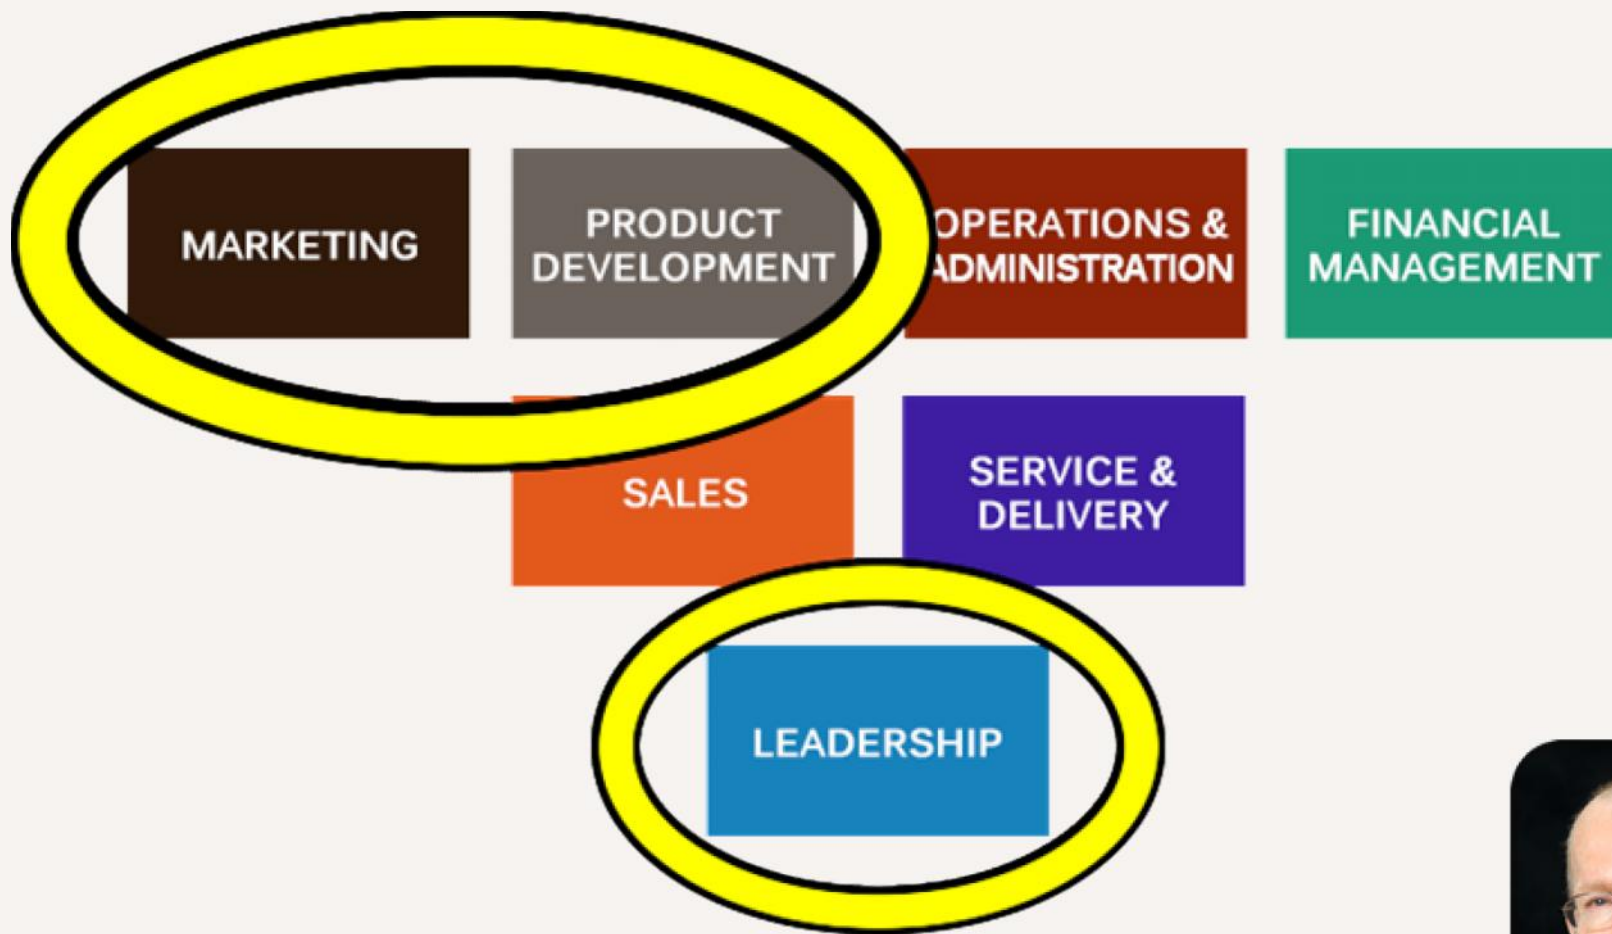 MARKETING
PRODUCT
DEVELOPMENT
OPERATIONS &
ADMINISTRATION
FINANCIAL
MANAGEMENT
SALES
SERVICE &
DELIVERY
LEADERSHIP